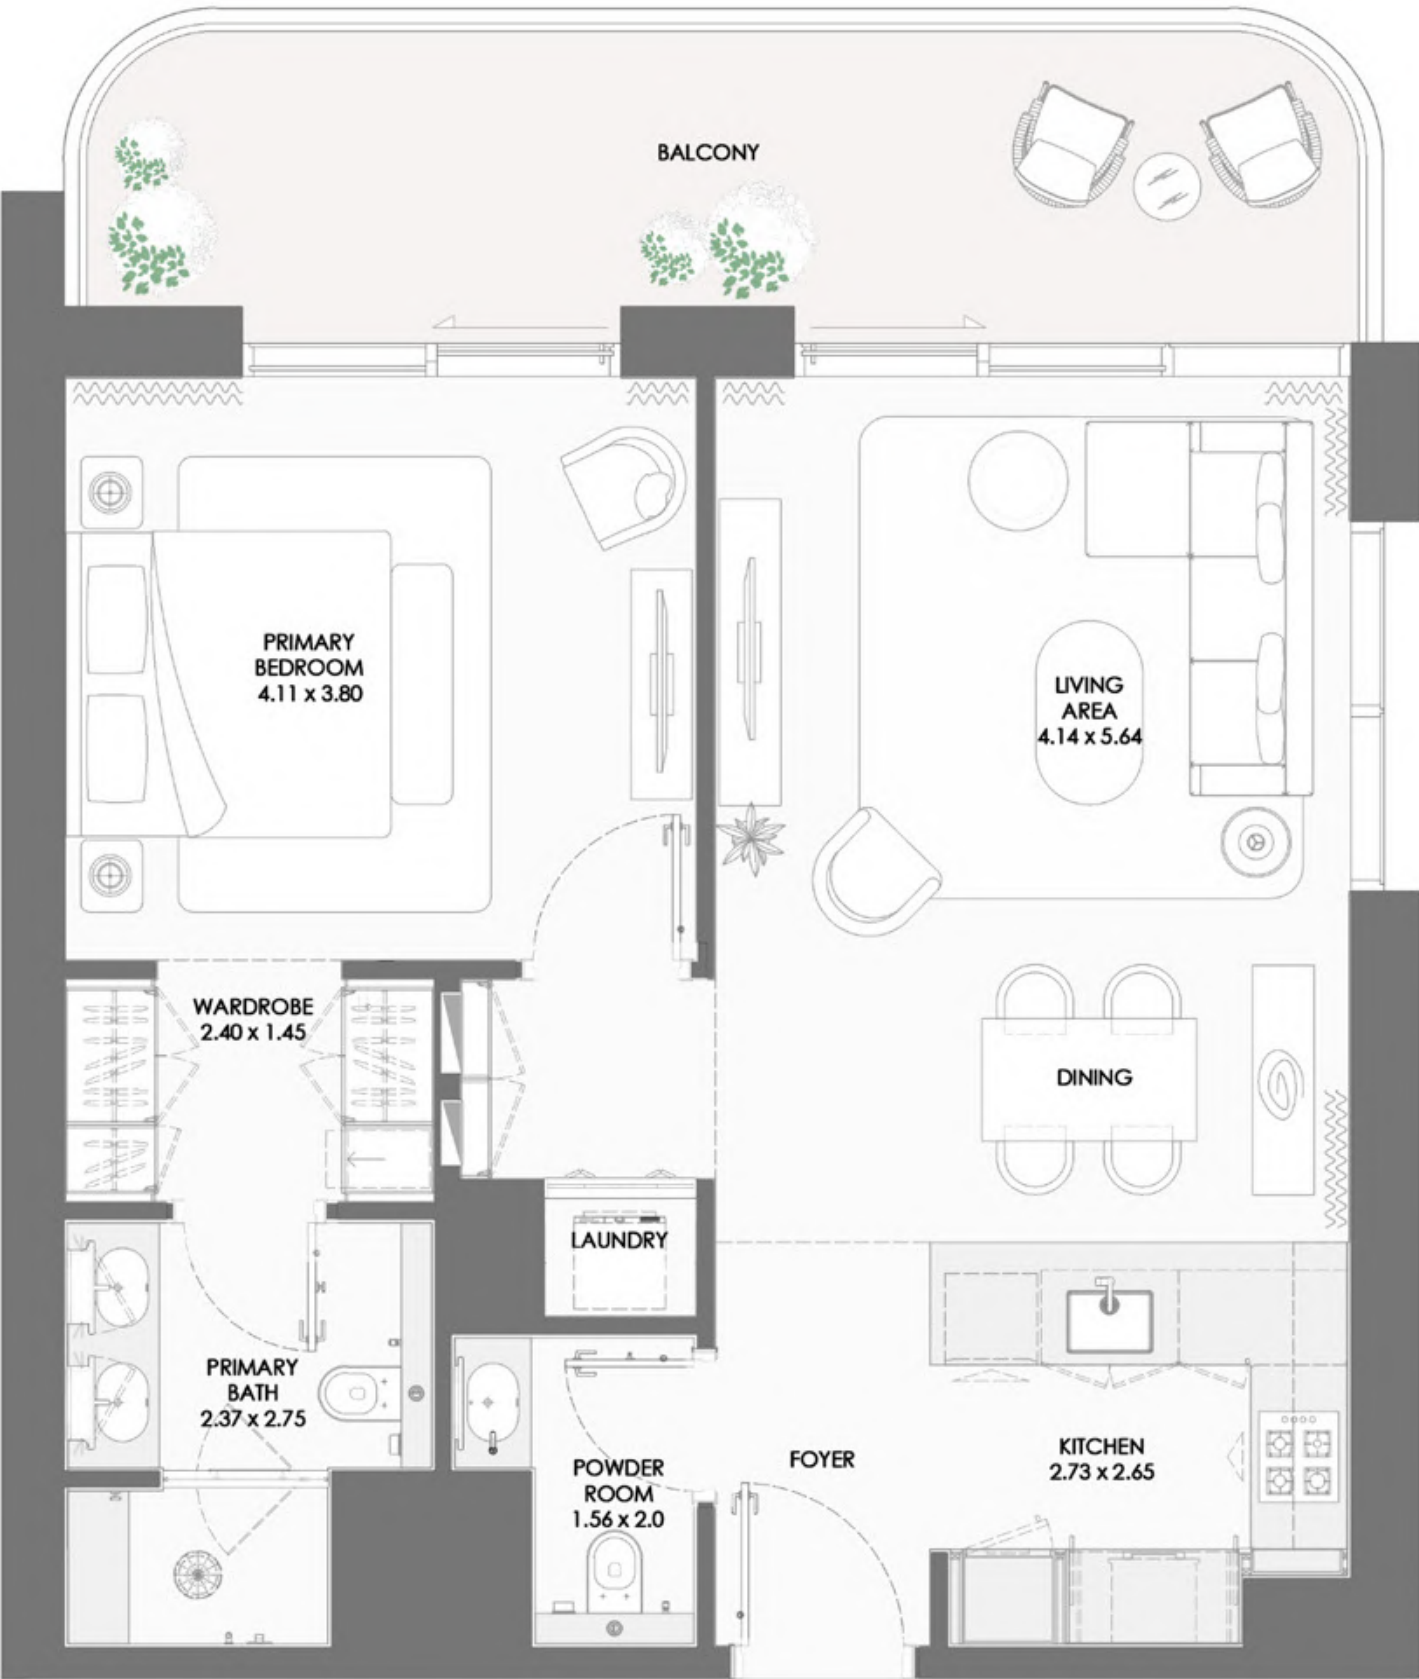 BALCONY
PRIMARY
BEDROOM
4.11 x 3.80
LIVING
AREA
4.14 x 5.64
WARDROBE
2.40 x 1.45
DINING
LAUNDRY
PRIMARY
BATH
2.37 x 2.75
POWDER
ROOM
1.56 x 2.0
FOYER
KITCHEN
2.73 x 2.65